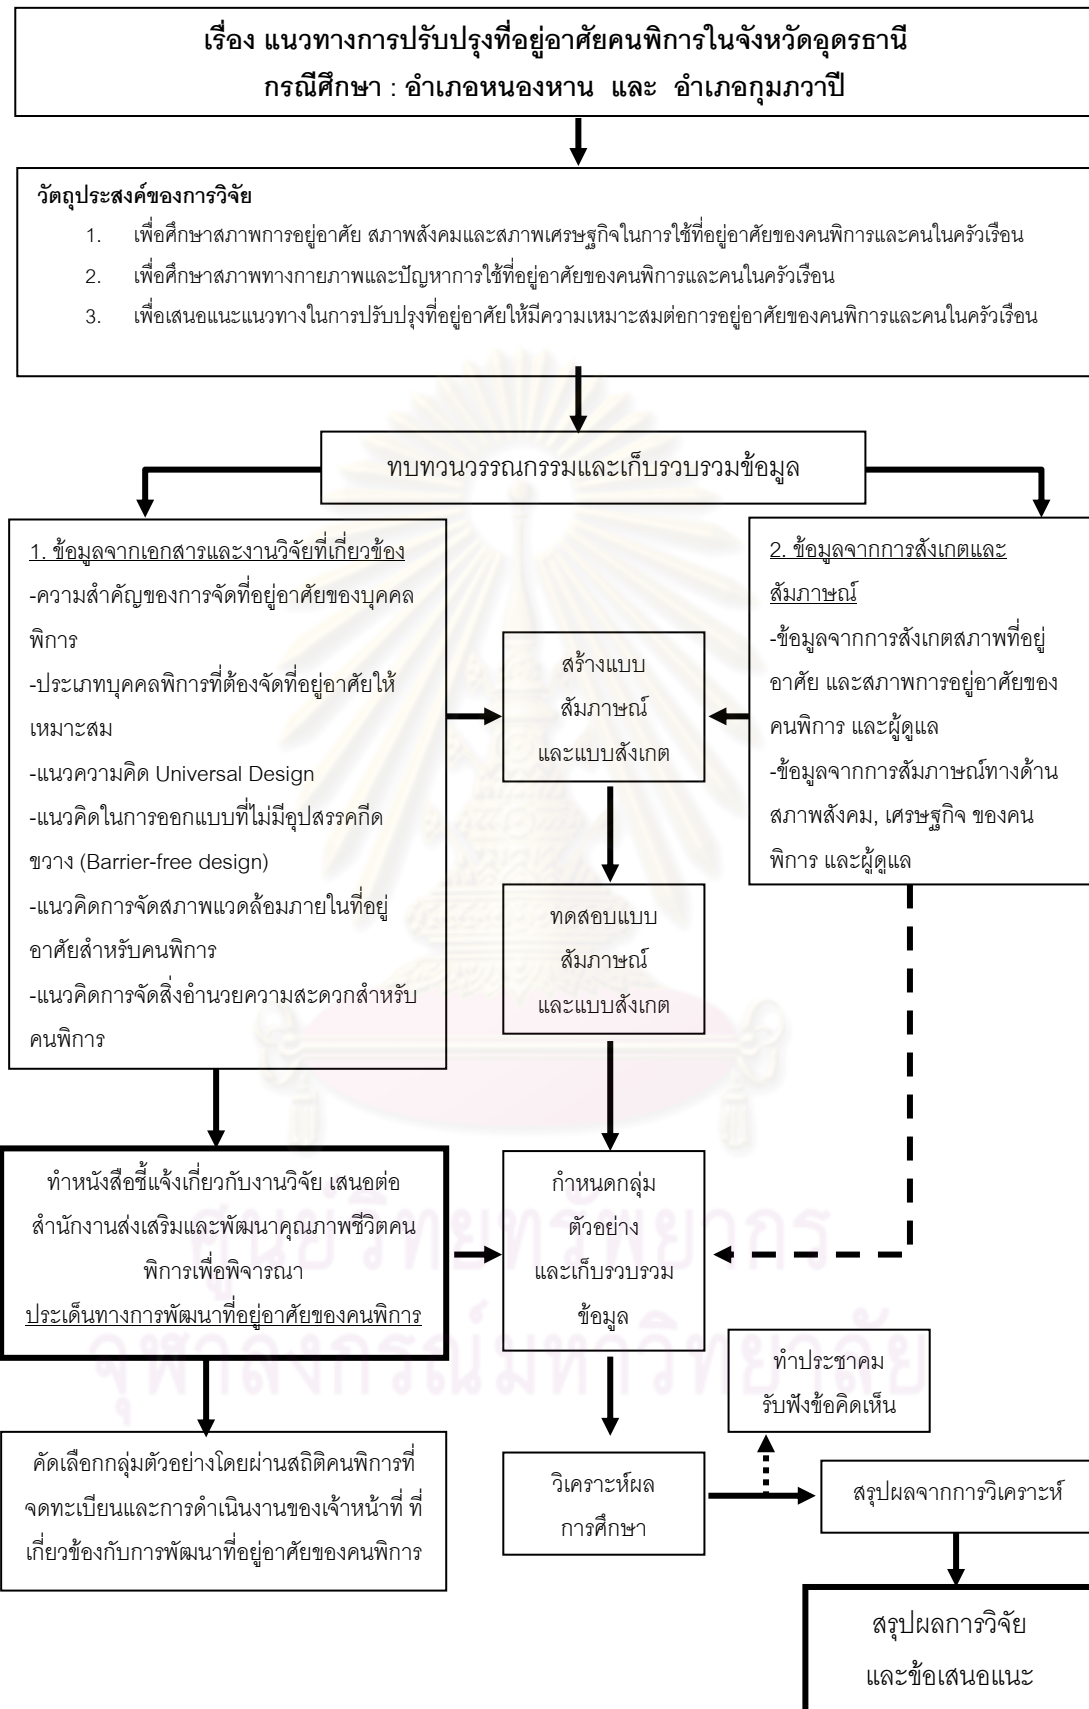 เรื่อง แนวทางการปรับปรุงที่อยู่อาศัยคนพิการในจังหวัดอุดรธานี
กรณีศึกษา : อำเภอหนองหาน และ อำเภอกุมภวาปี
วัตถุประสงค์ของการวิจัย
1. เพื่อศึกษาสภาพการอยู่อาศัย สภาพสังคมและสภาพเศรษฐกิจในการใช้ที่อยู่อาศัยของคนพิการและคนในครัวเรือน
2. เพื่อศึกษาสภาพทางกายภาพและปัญหาการใช้ที่อยู่อาศัยของคนพิการและคนในครัวเรือน
3. เพื่อเสนอแนะแนวทางในการปรับปรุงที่อยู่อาศัยให้มีความเหมาะสมต่อการอยู่อาศัยของคนพิการและคนในครัวเรือน
ทบทวนวรรณกรรมและเก็บรวบรวมข้อมูล
1. ข้อมูลจากเอกสารและงานวิจัยที่เกี่ยวข้อง
-ความสำคัญของการจัดที่อยู่อาศัยของบุคคล
พิการ
-ประเภทบุคคลพิการที่ต้องจัดที่อยู่อาศัยให้
เหมาะสม
-แนวความคิด Universal Design
-แนวคิดในการออกแบบที่ไม่มีอุปสรรคกีด
ขวาง (Barrier-free design)
-แนวคิดการจัดสภาพแวดล้อมภายในที่อยู่
อาศัยสำหรับคนพิการ
-แนวคิดการจัดสิ่งอำนวยความสะดวกสำหรับ
คนพิการ
สร้างแบบ
สัมภาษณ์
และแบบสังเกต
2. ข้อมูลจากการสังเกตและ
สัมภาษณ์
-ข้อมูลจากการสังเกตสภาพที่อยู่
อาศัย และสภาพการอยู่อาศัยของ
คนพิการ และผู้ดูแล
-ข้อมูลจากการสัมภาษณ์ทางด้าน
สภาพสังคม, เศรษฐกิจ ของคน
พิการ และผู้ดูแล
ทดสอบแบบ
สัมภาษณ์
และแบบสังเกต
ทำหนังสือชี้แจ้งเกี่ยวกับงานวิจัย เสนอต่อ
สำนักงานส่งเสริมและพัฒนาคุณภาพชีวิตคน
พิการเพื่อพิจารณา
ประเด็นทางการพัฒนาที่อยู่อาศัยของคนพิการ
กำหนดกลุ่ม
ตัวอย่าง
และเก็บรวบรวม
ข้อมูล
ศูนย์วิทยทรัพยากร
จุฬาลงกรณ์มหาวิทยาลัย
ทำประชาคม
รับฟังข้อคิดเห็น
คัดเลือกกลุ่มตัวอย่างโดยผ่านสถิติคนพิการที่
จดทะเบียนและการดำเนินงานของเจ้าหน้าที่ ที่
เกี่ยวข้องกับการพัฒนาที่อยู่อาศัยของคนพิการ
วิเคราะห์ผล
การศึกษา
สรุปผลจากการวิเคราะห์
สรุปผลการวิจัย
และข้อเสนอแนะ